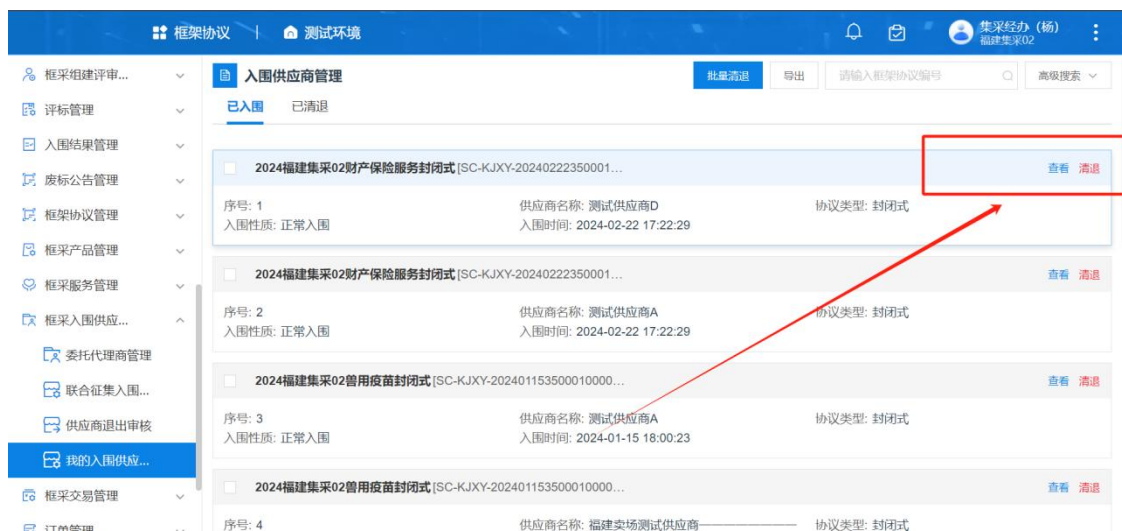 框架协议 | 测试环境
集采经办（杨）
福建集采02
框采组建评审...
评标管理
入围结果管理
废标公告管理
框架协议管理
框采产品管理
框采服务管理
框采入围供应...
委托代理商管理
联合征集入围...
供应商退出审核
我的入围供应...
框采交易管理
订单管理
入围供应商管理
批量清退 导出 请输入框架协议编号 高级搜索
已入围 已清退
2024福建集采02财产保险服务封闭式[SC-KJXY-20240222350001... 查看 清退
序号: 1 供应商名称: 测试供应商D 协议类型: 封闭式
入围性质: 正常入围 入围时间: 2024-02-22 17:22:29
2024福建集采02财产保险服务封闭式[SC-KJXY-20240222350001... 查看 清退
序号: 2 供应商名称: 测试供应商A 协议类型: 封闭式
入围性质: 正常入围 入围时间: 2024-02-22 17:22:29
2024福建集采02兽用疫苗封闭式[SC-KJXY-202401153500010000... 查看 清退
序号: 3 供应商名称: 测试供应商A 协议类型: 封闭式
入围性质: 正常入围 入围时间: 2024-01-15 18:00:23
2024福建集采02兽用疫苗封闭式[SC-KJXY-202401153500010000... 查看 清退
序号: 4 供应商名称: 福建卖场测试供应商—————— 协议类型: 封闭式